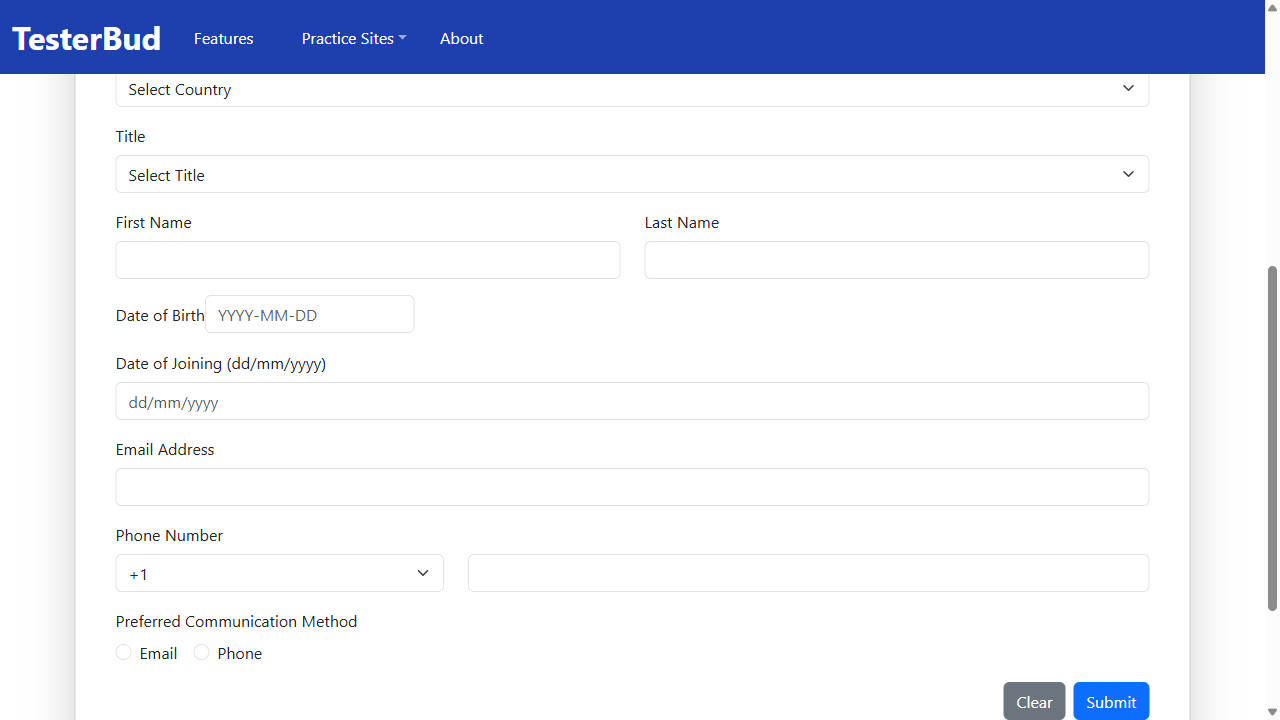 TesterBud Features Practice Sites About
Select Country
Title
Select Title
First Name Last Name
Date of Birth YYYY-MM-DD
Date of Joining (dd/mm/yyyy)
dd/mm/yyyy
Email Address
Phone Number
+1
Preferred Communication Method
Email Phone
Clear Submit